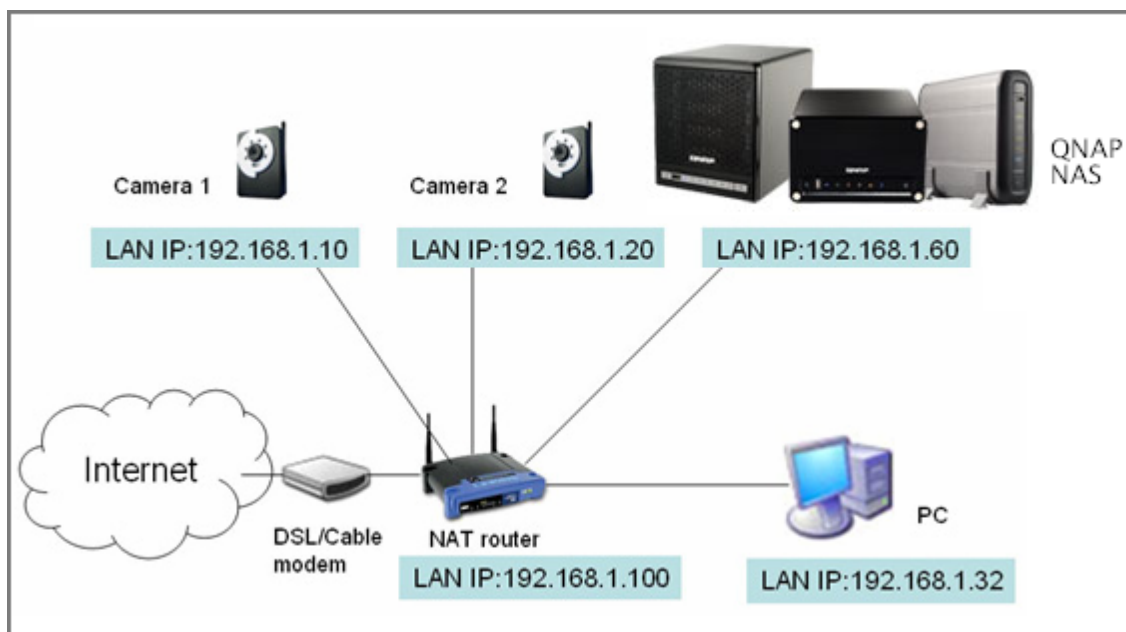 QNAP
NAS
Camera 1
Camera 2
LAN IP:192.168.1.10
LAN IP:192.168.1.20
LAN IP:192.168.1.60
Internet
DSL/Cable
modem
NAT router
LAN IP:192.168.1.100
PC
LAN IP:192.168.1.32